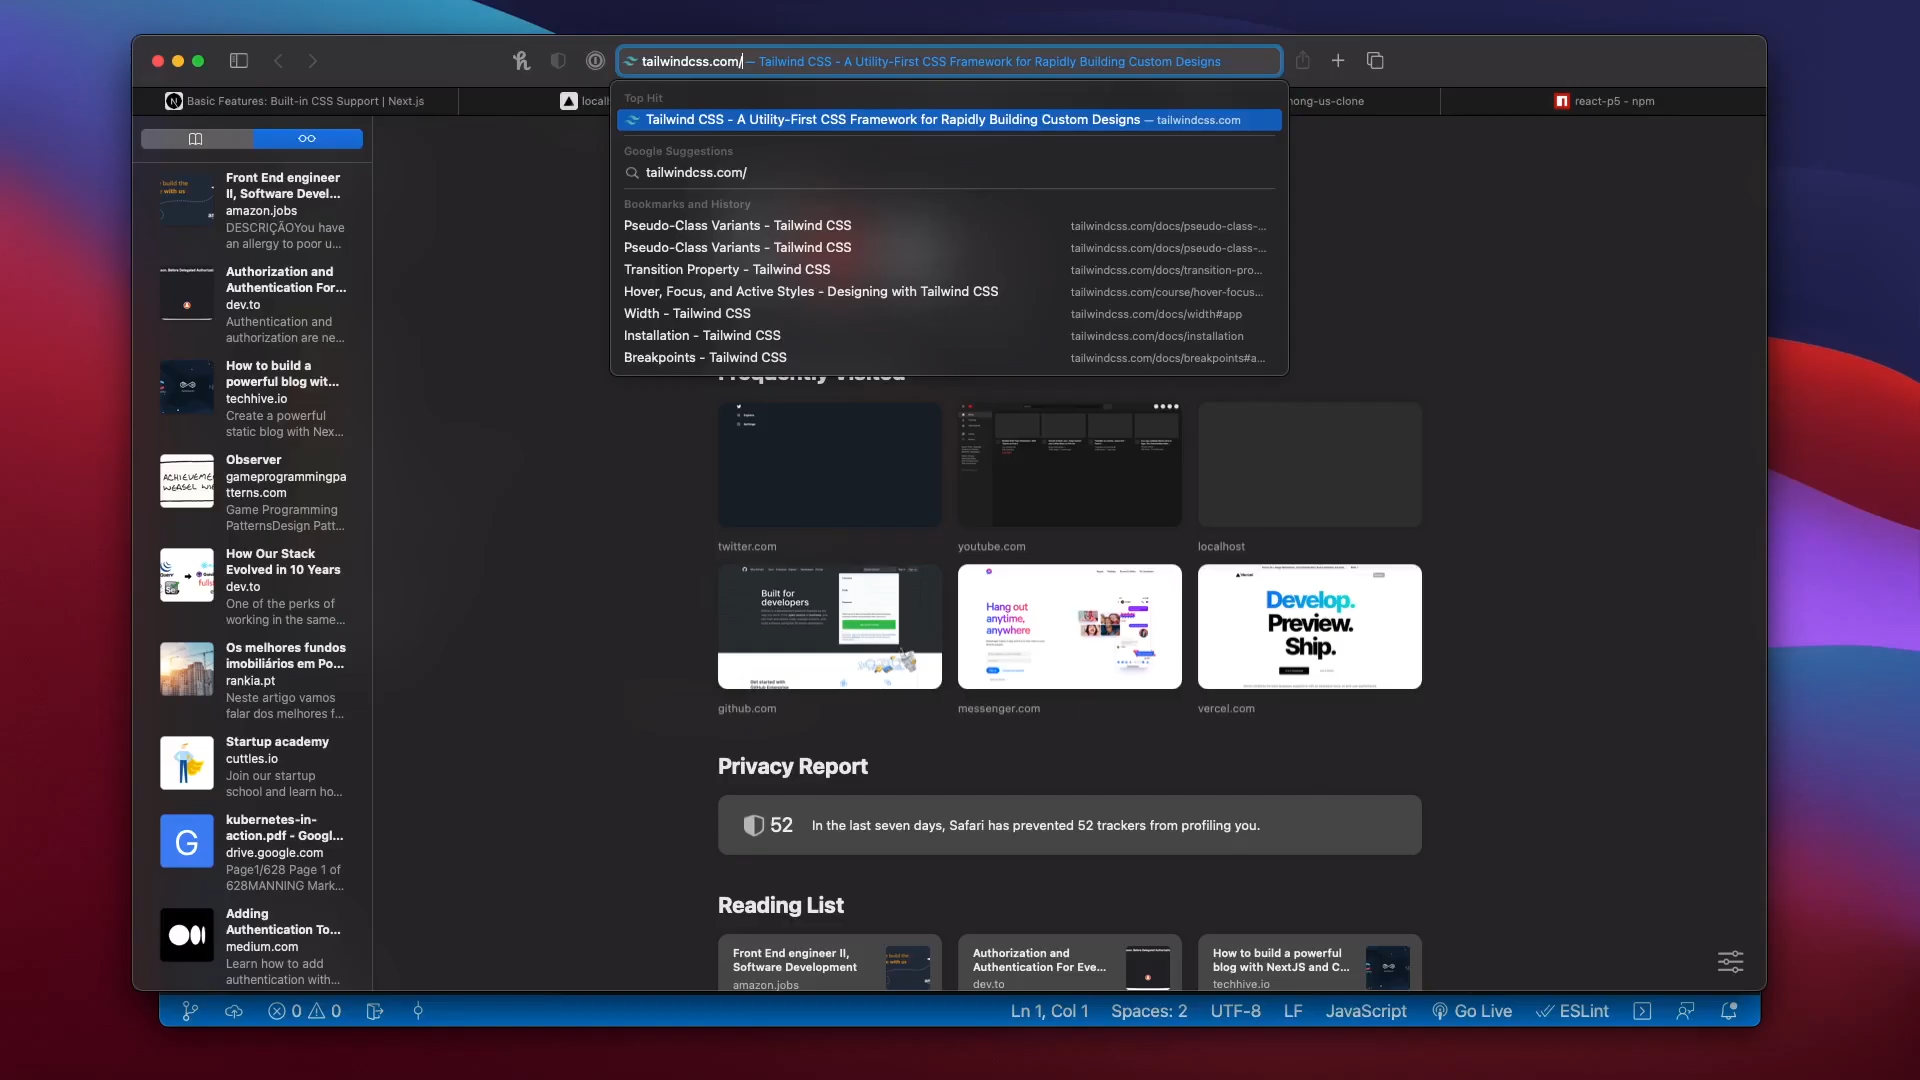 tailwindcss.com/ — Tailwind CSS - A Utility-First CSS Framework for Rapidly Building Custom Designs
Basic Features: Built-in CSS Support | Next.js
localh
ong-us-clone
react-p5 - npm
Top Hit
Tailwind CSS - A Utility-First CSS Framework for Rapidly Building Custom Designs — tailwindcss.com
Google Suggestions
tailwindcss.com/
Bookmarks and History
Pseudo-Class Variants - Tailwind CSS tailwindcss.com/docs/pseudo-class-...
Pseudo-Class Variants - Tailwind CSS tailwindcss.com/docs/pseudo-class-...
Transition Property - Tailwind CSS tailwindcss.com/docs/transition-pro...
Hover, Focus, and Active Styles - Designing with Tailwind CSS tailwindcss.com/course/hover-focus...
Width - Tailwind CSS tailwindcss.com/docs/width#app
Installation - Tailwind CSS tailwindcss.com/docs/installation
Breakpoints - Tailwind CSS tailwindcss.com/docs/breakpoints#a...
Front End engineer
II, Software Devel...
amazon.jobs
DESCRIÇÃOYou have
an allergy to poor u...
Authorization and
Authentication For...
dev.to
Authentication and
authorization are ne...
How to build a
powerful blog wit...
techhive.io
Create a powerful
static blog with Nex...
Observer
gameprogrammingpa
tterns.com
Game Programming
PatternsDesign Patt...
How Our Stack
Evolved in 10 Years
dev.to
One of the perks of
working in the same...
Os melhores fundos
imobiliários em Po...
rankia.pt
Neste artigo vamos
falar dos melhores f...
Startup academy
cuttles.io
Join our startup
school and learn ho...
G
kubernetes-in-
action.pdf - Googl...
drive.google.com
Page1/628 Page 1 of
628MANNING Mark...
Adding
Authentication To...
medium.com
Learn how to add
authentication with...
Frequently Visited
twitter.com
youtube.com
localhost
Built for
developers
Hang out
anytime,
anywhere
Develop.
Preview.
Ship.
github.com
messenger.com
vercel.com
Privacy Report
52 In the last seven days, Safari has prevented 52 trackers from profiling you.
Reading List
Front End engineer II,
Software Development
amazon.jobs
Authorization and
Authentication For Eve...
dev.to
How to build a powerful
blog with NextJS and C...
techhive.io
0 0 Ln 1, Col 1 Spaces: 2 UTF-8 LF JavaScript Go Live ESLint